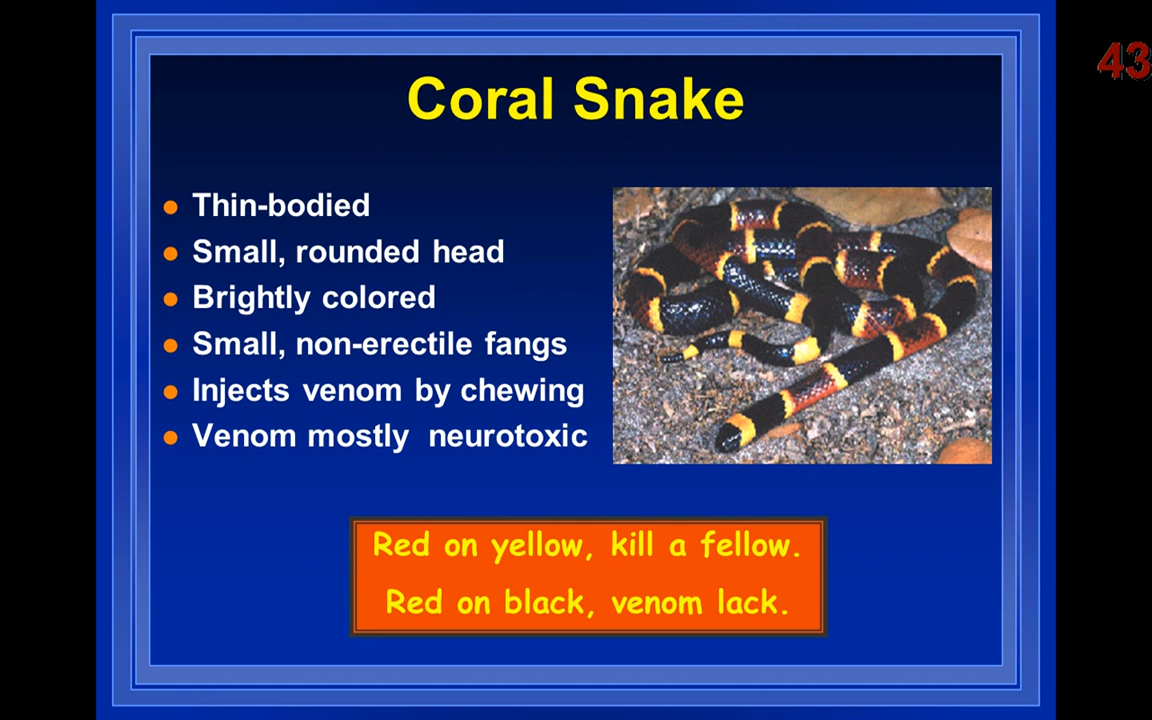 43
Coral Snake
● Thin-bodied
● Small, rounded head
● Brightly colored
● Small, non-erectile fangs
● Injects venom by chewing
● Venom mostly neurotoxic
Red on yellow, kill a fellow.
Red on black, venom lack.